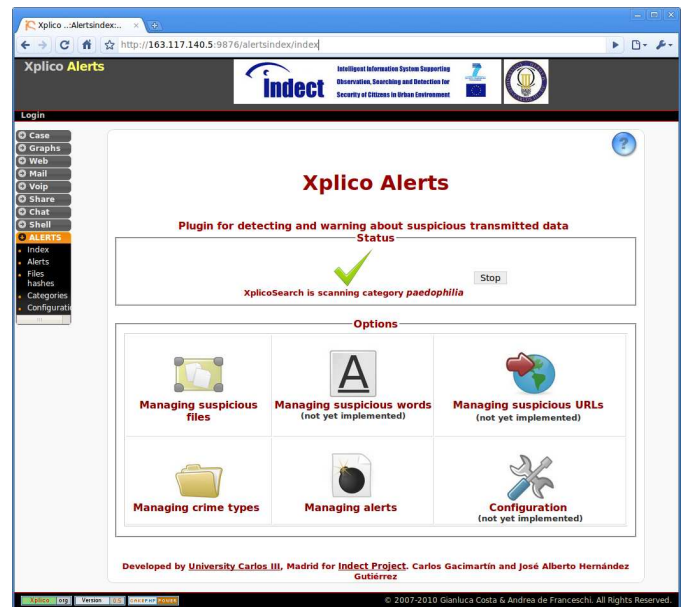 Xplico ..:Alertsindex:..
http://163.117.140.5:9876/alertsindex/index
Xplico Alerts
indect
Intelligent Information System Supporting
Observation, Searching and Detection for
Security of Citizens in Urban Environment
Login
Case
Graphs
Web
Mail
Voip
Share
Chat
Shell
ALERTS
Index
Alerts
Files
hashes
Categories
Configurati
?
Xplico Alerts
Plugin for detecting and warning about suspicious transmitted data
Status
Stop
XplicoSearch is scanning category paedophilia
Options
A
Managing suspicious
files
Managing suspicious words
(not yet implemented)
Managing suspicious URLs
(not yet implemented)
Managing crime types
Managing alerts
Configuration
(not yet implemented)
Developed by University Carlos III, Madrid for Indect Project. Carlos Gacimartín and José Alberto Hernández
Gutiérrez
Xplico org Version 0.6 CAKEPHP POWER
© 2007-2010 Gianluca Costa & Andrea de Franceschi. All Rights Reserved.